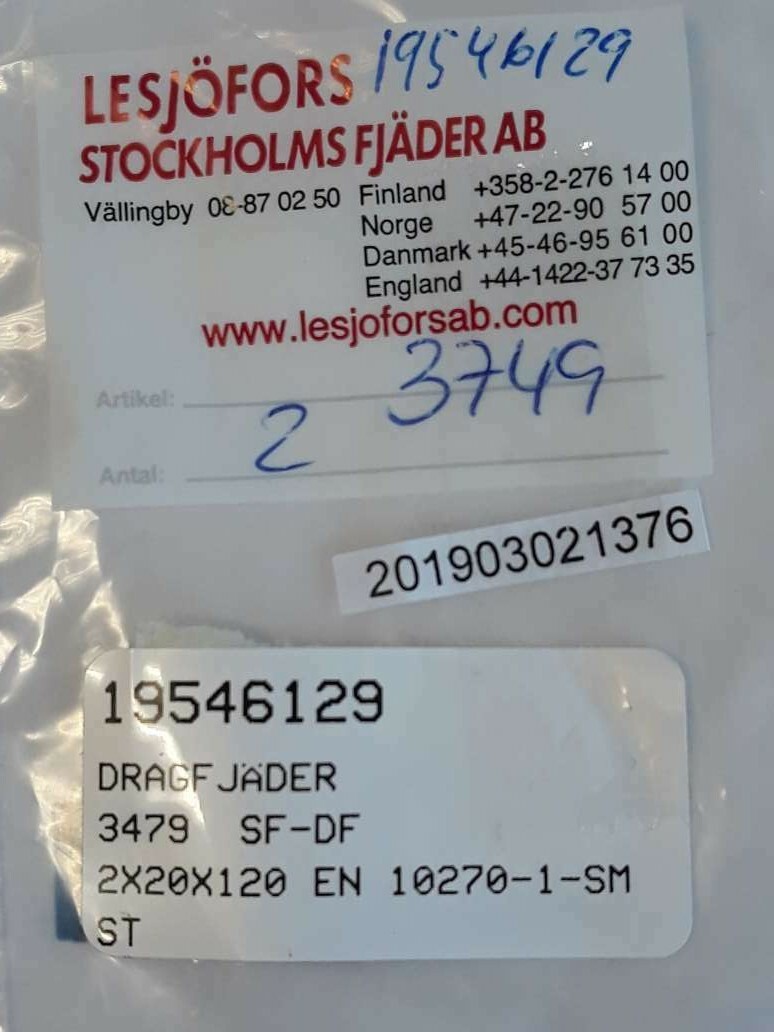 LESJÖFORS 19546129
STOCKHOLMS FJÄDER AB
Vällingby 08-87 02 50 Finland +358-2-276 14 00
Norge +47-22-90 57 00
Danmark +45-46-95 61 00
England +44-1422-37 73 35
www.lesjoforsab.com
Artikel: 3749
Antal: 2
201903021376
19546129
DRAGFJÄDER
3479 SF-DF
2X20X120 EN 10270-1-SM
ST